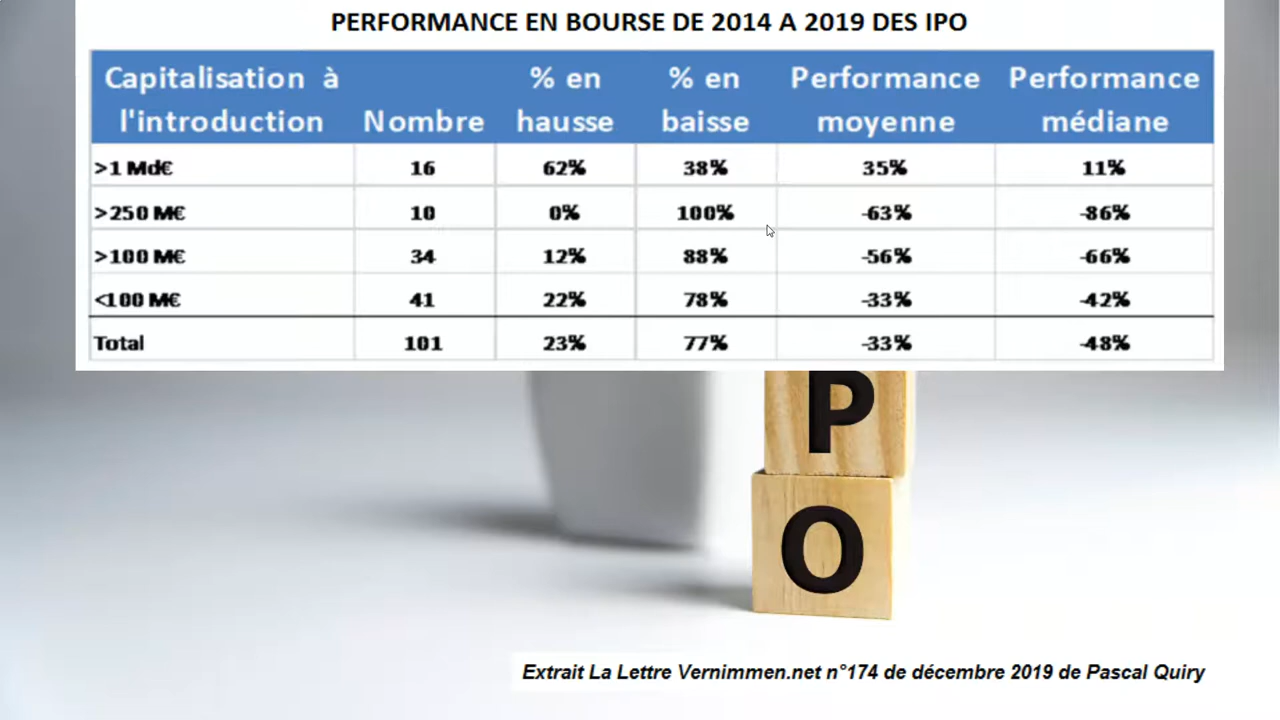 PERFORMANCE EN BOURSE DE 2014 A 2019 DES IPO
Capitalisation à l'introduction Nombre % en hausse % en baisse Performance moyenne Performance médiane
>1 Md€ 16 62% 38% 35% 11%
>250 M€ 10 0% 100% -63% -86%
>100 M€ 34 12% 88% -56% -66%
<100 M€ 41 22% 78% -33% -42%
Total 101 23% 77% -33% -48%
P
O
Extrait La Lettre Vernimmen.net n°174 de décembre 2019 de Pascal Quiry